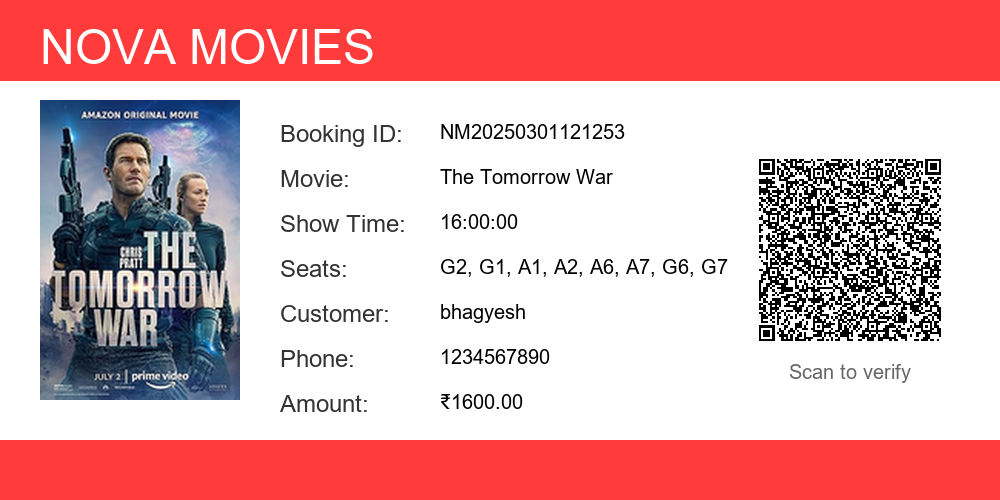 NOVA MOVIES
AMAZON ORIGINAL MOVIE
CHRIS PRATT
THE
TOMORROW
WAR
JULY 2 | prime video
Booking ID: NM20250301121253
Movie: The Tomorrow War
Show Time: 16:00:00
Seats: G2, G1, A1, A2, A6, A7, G6, G7
Customer: bhagyesh
Phone: 1234567890
Amount: ₹1600.00
Scan to verify